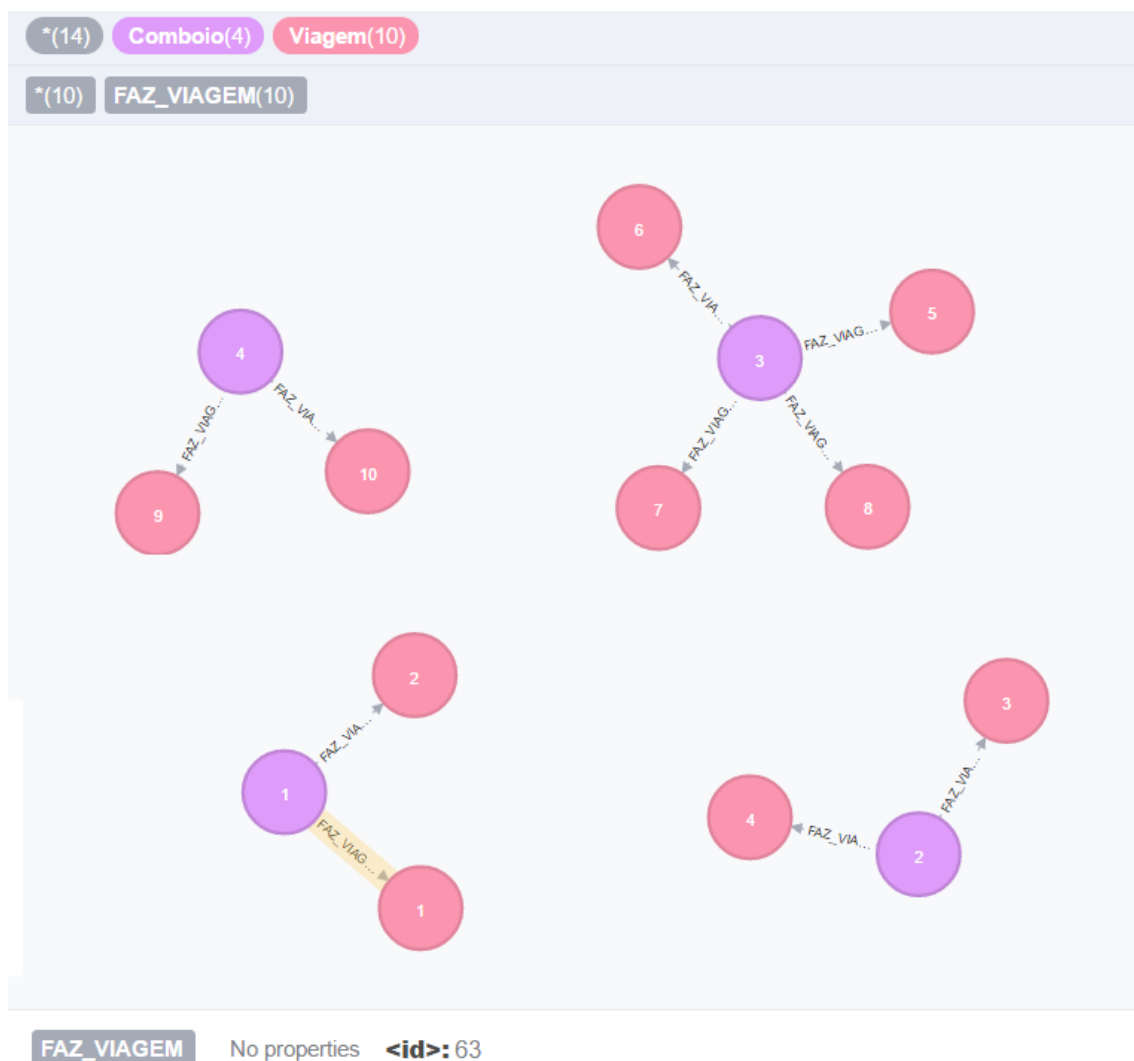 *(14) Comboio(4) Viagem(10)
*(10) FAZ_VIAGEM(10)
6
FAZ_VIA...
5
FAZ_VIAG...
3
4
FAZ_VIA...
FAZ_VIAG...
FAZ_VIAG...
FAZ_VIAG...
10
9
7
8
2
FAZ_VIA...
3
1
FAZ_VIA...
FAZ_VIAG...
4
FAZ_VIA...
2
1
FAZ_VIAGEM No properties <id>: 63